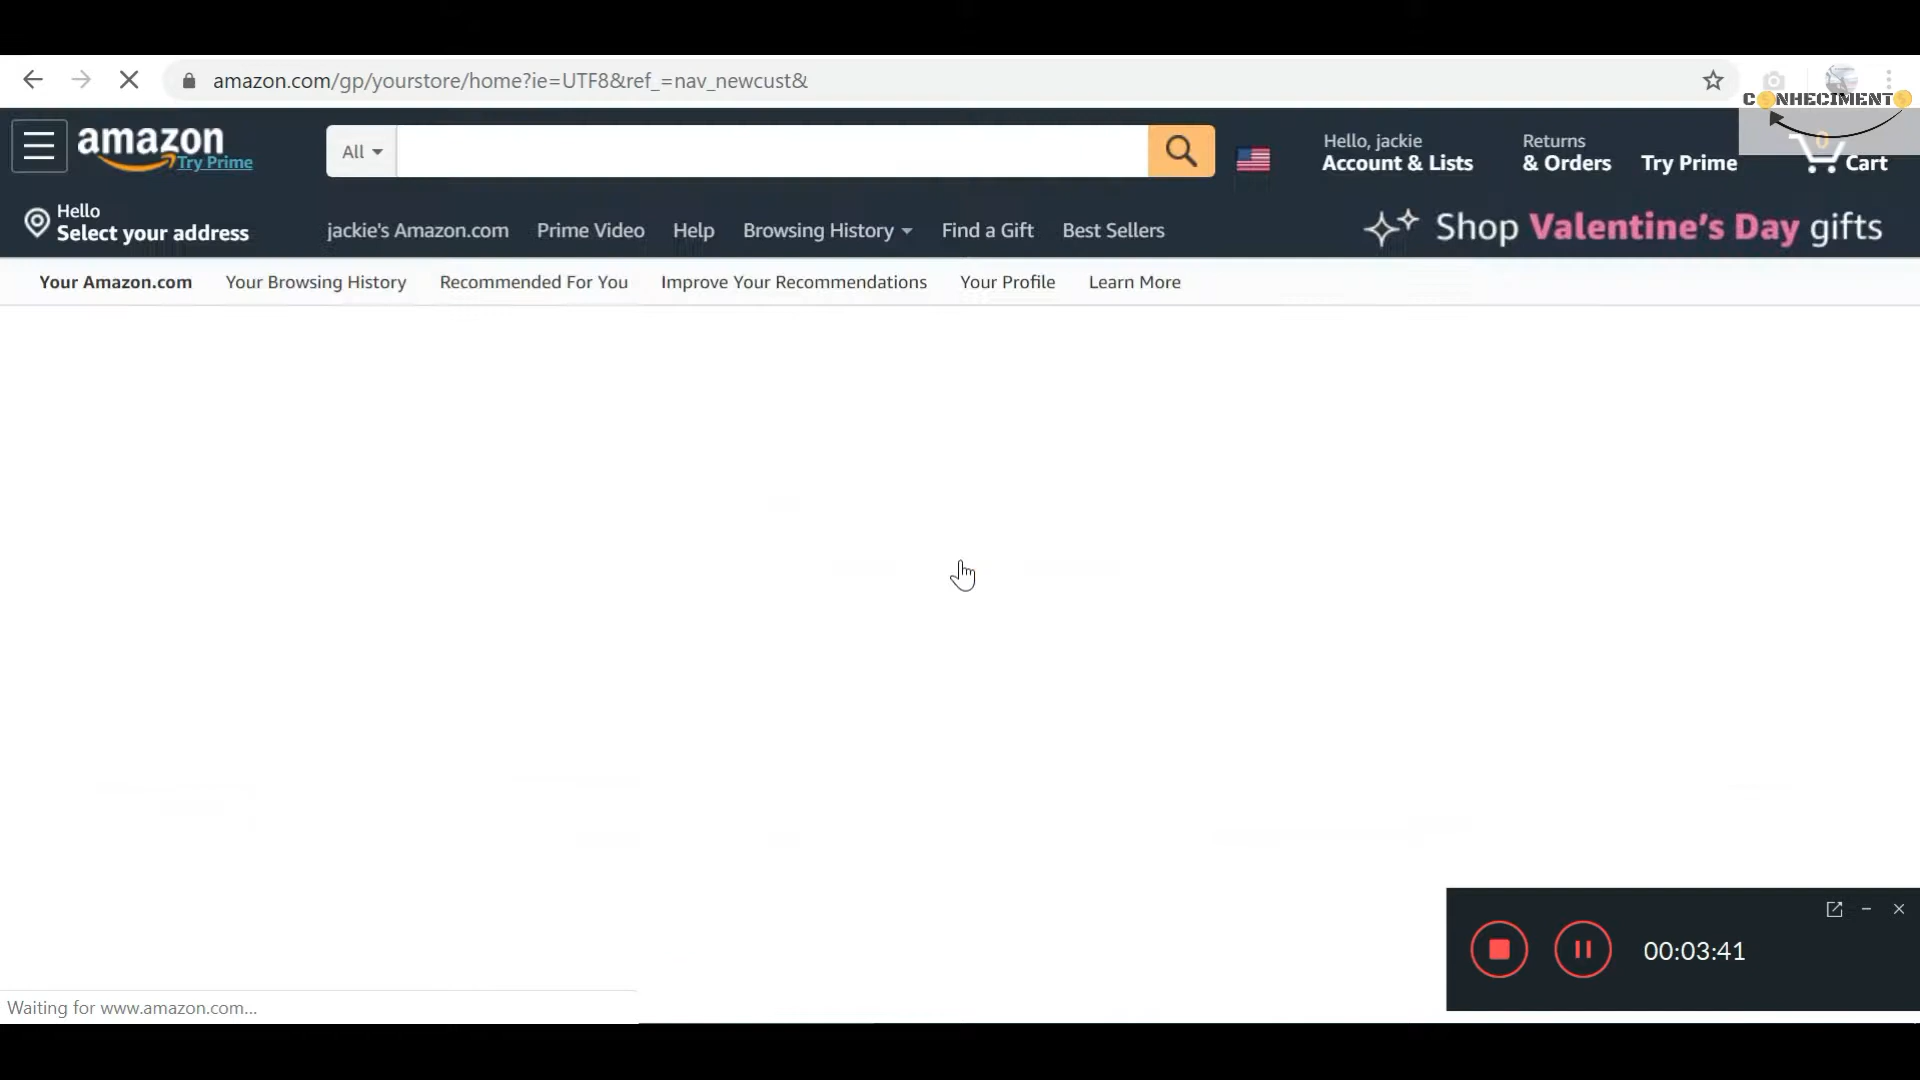 amazon.com/gp/yourstore/home?ie=UTF8&ref_=nav_newcust&
CONHECIMENTO
amazon
Try Prime
All
Hello, jackie
Account & Lists
Returns
& Orders
Try Prime
0
Cart
Hello
Select your address
jackie's Amazon.com
Prime Video
Help
Browsing History
Find a Gift
Best Sellers
Shop Valentine's Day gifts
Your Amazon.com
Your Browsing History
Recommended For You
Improve Your Recommendations
Your Profile
Learn More
00:03:41
Waiting for www.amazon.com...